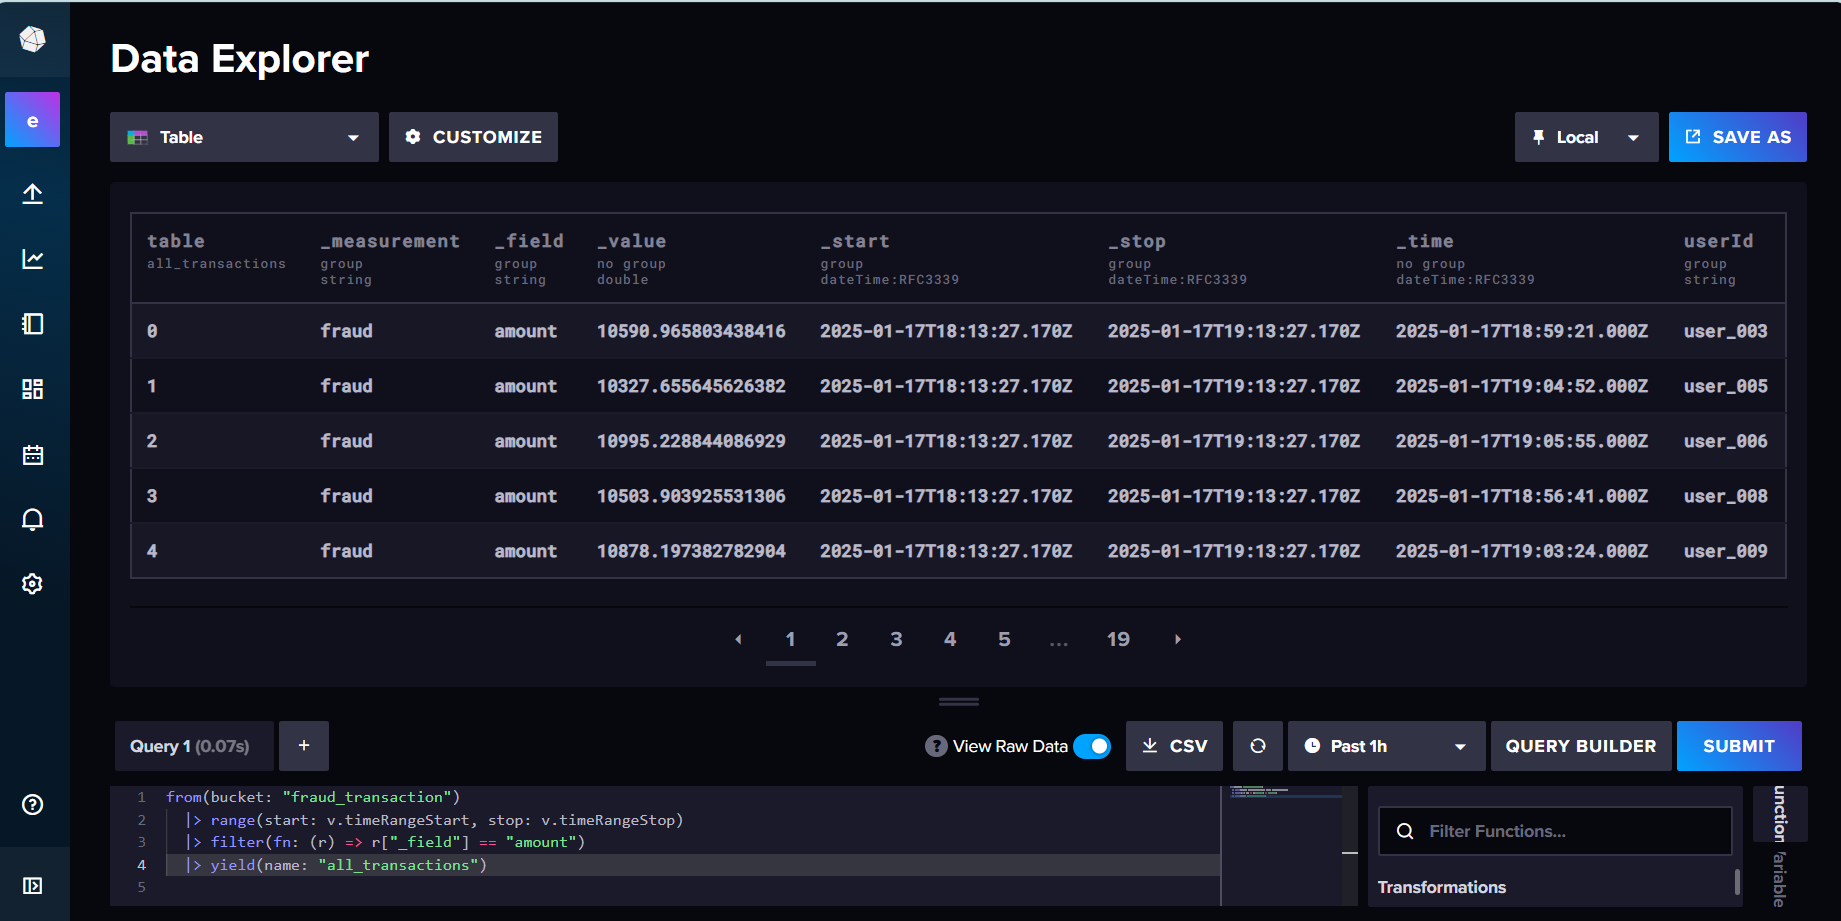 Data Explorer
e
Table
CUSTOMIZE
Local
SAVE AS
table _measurement _field _value _start _stop _time userId
all_transactions group group no group group group no group group
string string double dateTime:RFC3339 dateTime:RFC3339 dateTime:RFC3339 string
0 fraud amount 10590.965803438416 2025-01-17T18:13:27.170Z 2025-01-17T19:13:27.170Z 2025-01-17T18:59:21.000Z user_003
1 fraud amount 10327.655645626382 2025-01-17T18:13:27.170Z 2025-01-17T19:13:27.170Z 2025-01-17T19:04:52.000Z user_005
2 fraud amount 10995.228844086929 2025-01-17T18:13:27.170Z 2025-01-17T19:13:27.170Z 2025-01-17T19:05:55.000Z user_006
3 fraud amount 10503.903925531306 2025-01-17T18:13:27.170Z 2025-01-17T19:13:27.170Z 2025-01-17T18:56:41.000Z user_008
4 fraud amount 10878.197382782904 2025-01-17T18:13:27.170Z 2025-01-17T19:13:27.170Z 2025-01-17T19:03:24.000Z user_009
1 2 3 4 5 ... 19
Query 1 (0.07s)
+
? View Raw Data
CSV
Past 1h
QUERY BUILDER
SUBMIT
1 from(bucket: "fraud_transaction")
2 |> range(start: v.timeRangeStart, stop: v.timeRangeStop)
3 |> filter(fn: (r) => r["_field"] == "amount")
4 |> yield(name: "all_transactions")
5
Filter Functions...
Transformations
unction
ariable